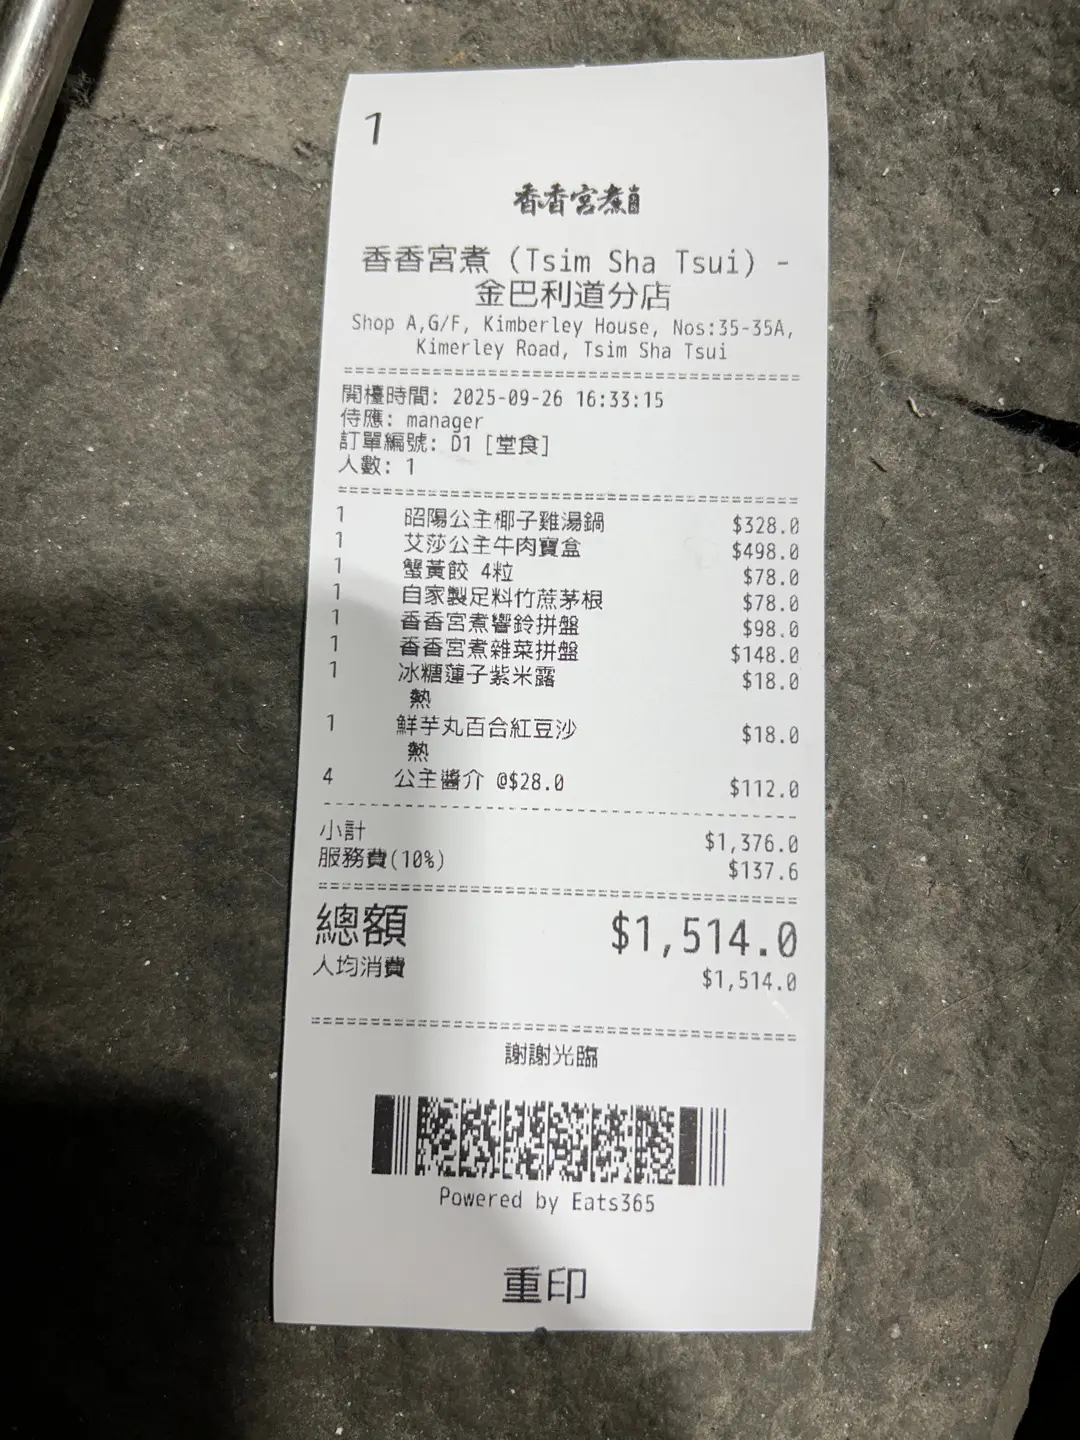 1
香香宮煮
香香宮煮 (Tsim Sha Tsui) -
金巴利道分店
Shop A,G/F, Kimberley House, Nos:35-35A,
Kimerley Road, Tsim Sha Tsui
開檯時間: 2025-09-26 16:33:15
侍應: manager
訂單編號: D1 [堂食]
人數: 1
1 昭陽公主椰子雞湯鍋 $328.0
1 艾莎公主牛肉寶盒 $498.0
1 蟹黃餃 4粒 $78.0
1 自家製足料竹蔗茅根 $78.0
1 香香宮煮響鈴拼盤 $98.0
1 香香宮煮雜菜拼盤 $148.0
1 冰糖蓮子紫米露 $18.0
熱
1 鮮芋丸百合紅豆沙 $18.0
熱
4 公主醬介 @$28.0 $112.0
小計 $1,376.0
服務費(10%) $137.6
總額 $1,514.0
人均消費 $1,514.0
謝謝光臨
Powered by Eats365
重印